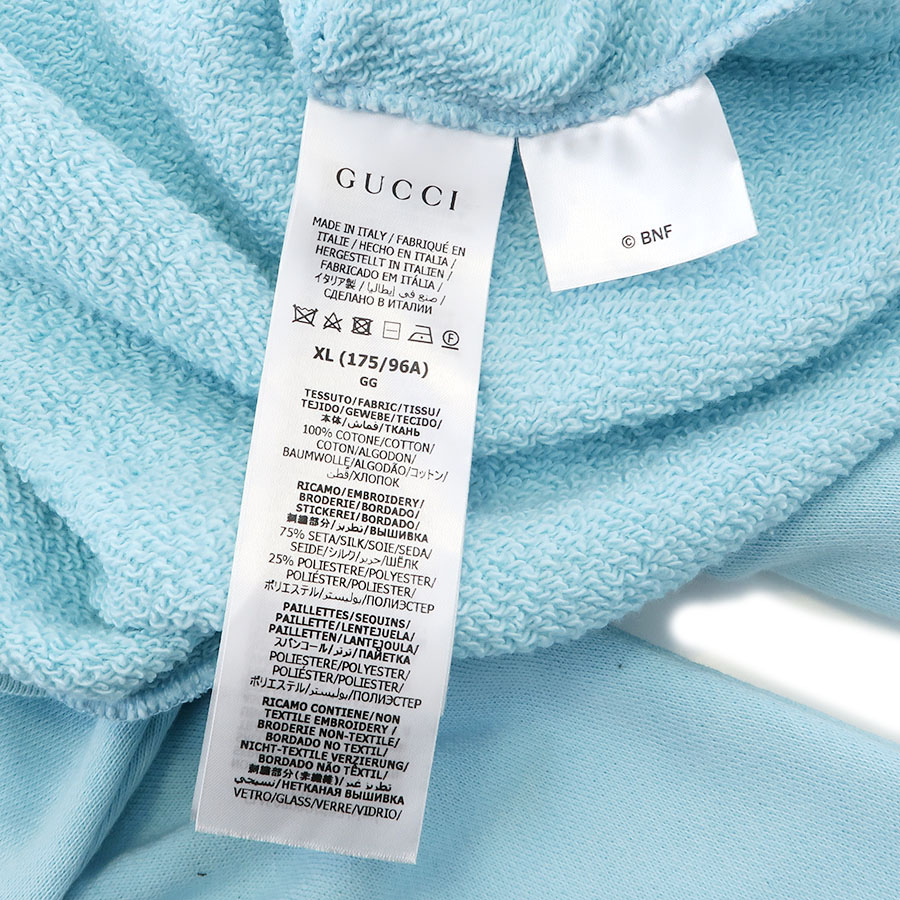 GUCCI
MADE IN ITALY / FABRIQUÉ EN
ITALIE / HECHO EN ITALIA /
HERGESTELLT IN ITALIEN /
FABRICADO EM ITÁLIA /
イタリア製 / صنع في إيطاليا /
СДЕЛАНО В ИТАЛИИ
F
XL (175/96A)
GG
TESSUTO/FABRIC/TISSU/
TEJIDO/GEWEBE/TECIDO/
本体/قماش/ТКАНЬ
100% COTONE/COTTON/
COTON/ALGODON/
BAUMWOLLE/ALGODÃO/コットン/
قطن/ХЛОПОК
RICAMO/EMBROIDERY/
BRODERIE/BORDADO/
STICKEREI/BORDADO/
刺繍部分/تطريز/ВЫШИВКА
75% SETA/SILK/SOIE/SEDA/
SEIDE/シルク/حرير/ШЁЛК
25% POLIESTERE/POLYESTER/
POLIÉSTER/POLYESTER/
ポリエステル/بوليستر/ПОЛИЭСТЕР
PAILLETTES/SEQUINS/
PAILLETTE/LENTEJUELA/
PAILLETTEN/LANTEJOULA/
スパンコール/ترتر/ПАЙЕТКА
POLIESTERE/POLYESTER/
POLIÉSTER/POLYESTER/
ポリエステル/بوليستر/ПОЛИЭСТЕР
RICAMO CONTIENE/NON
TEXTILE EMBROIDERY/
BRODERIE NON-TEXTILE/
BORDADO NO TEXTIL/
NICHT-TEXTILE VERZIERUNG/
BORDADO NÃO TÊXTIL/
刺繍部分(非繊維)/تطريز غير
نسيجي/НЕТКАНАЯ ВЫШИВКА
VETRO/GLASS/VERRE/VIDRIO/
© BNF